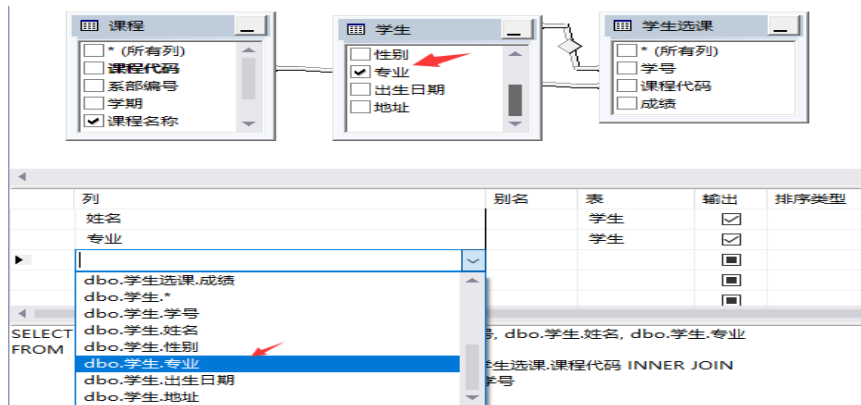 课程
* (所有列)
课程代码
系部编号
学期
课程名称
学生
性别
专业
出生日期
地址
学生选课
* (所有列)
学号
课程代码
成绩
列 别名 表 输出 排序类型
姓名 学生
专业 学生
dbo.学生选课.成绩
dbo.学生.*
dbo.学生.学号
dbo.学生.姓名
dbo.学生.性别
dbo.学生.专业
dbo.学生.出生日期
dbo.学生.地址
SELECT 号, dbo.学生.姓名, dbo.学生.专业
FROM
学生选课.课程代码 INNER JOIN
学号